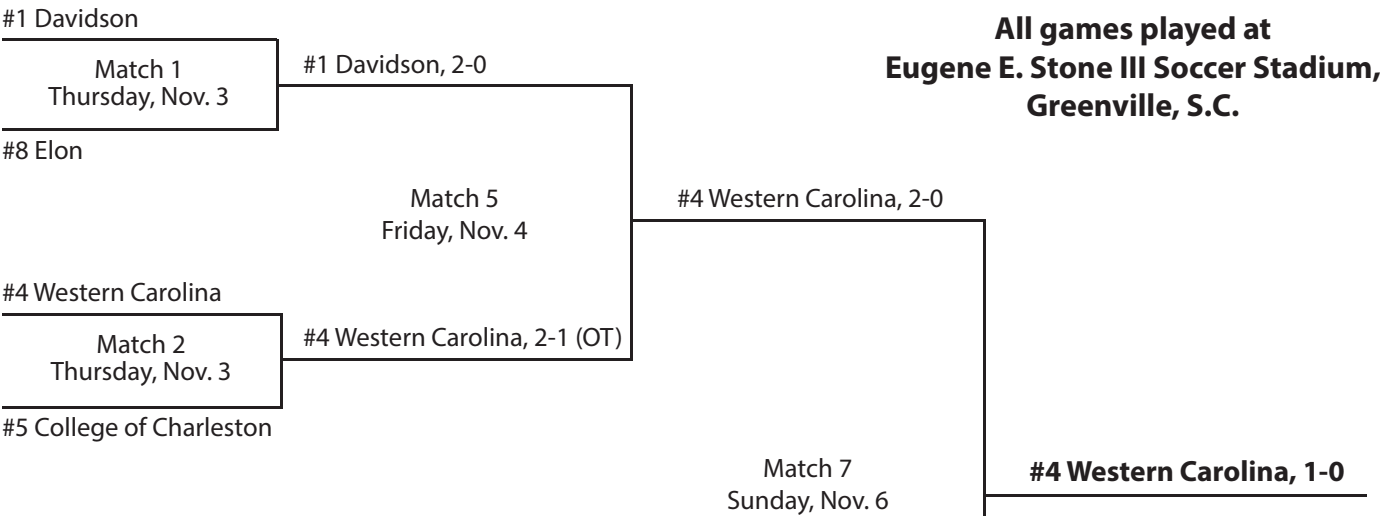 #1 Davidson
Match 1
Thursday, Nov. 3
#8 Elon
#1 Davidson, 2-0
All games played at
Eugene E. Stone III Soccer Stadium,
Greenville, S.C.
Match 5
Friday, Nov. 4
#4 Western Carolina, 2-0
#4 Western Carolina
Match 2
Thursday, Nov. 3
#5 College of Charleston
#4 Western Carolina, 2-1 (OT)
Match 7
Sunday, Nov. 6
#4 Western Carolina, 1-0